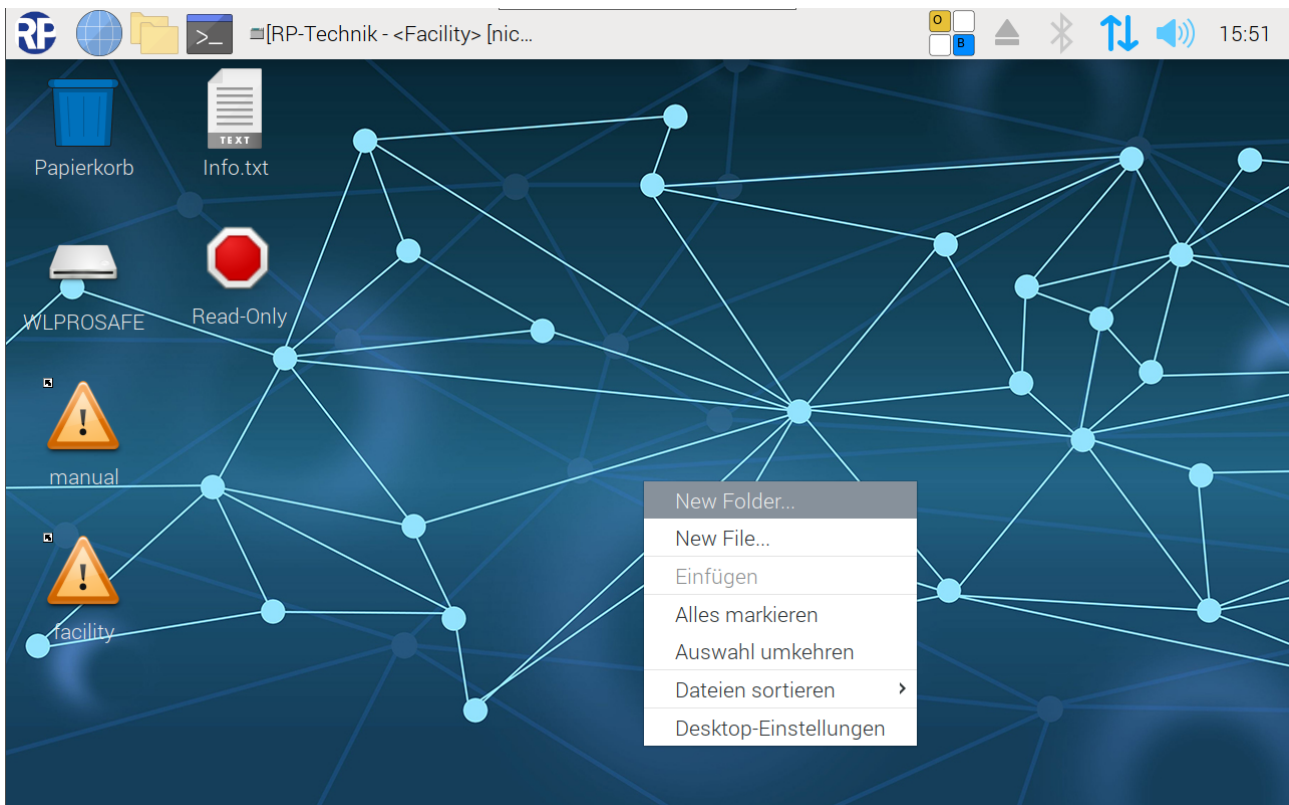 RP
>_
[RP-Technik - <Facility> [nic...
O
B
15:51
Papierkorb
TEXT
Info.txt
WLPROSAFE
Read-Only
manual
facility
New Folder...
New File...
Einfügen
Alles markieren
Auswahl umkehren
Dateien sortieren
Desktop-Einstellungen